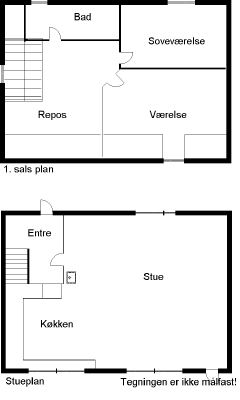 Bad
Soveværelse
Repos
Værelse
1. sals plan
Entre
Stue
Køkken
Stueplan
Tegningen er ikke målfast!